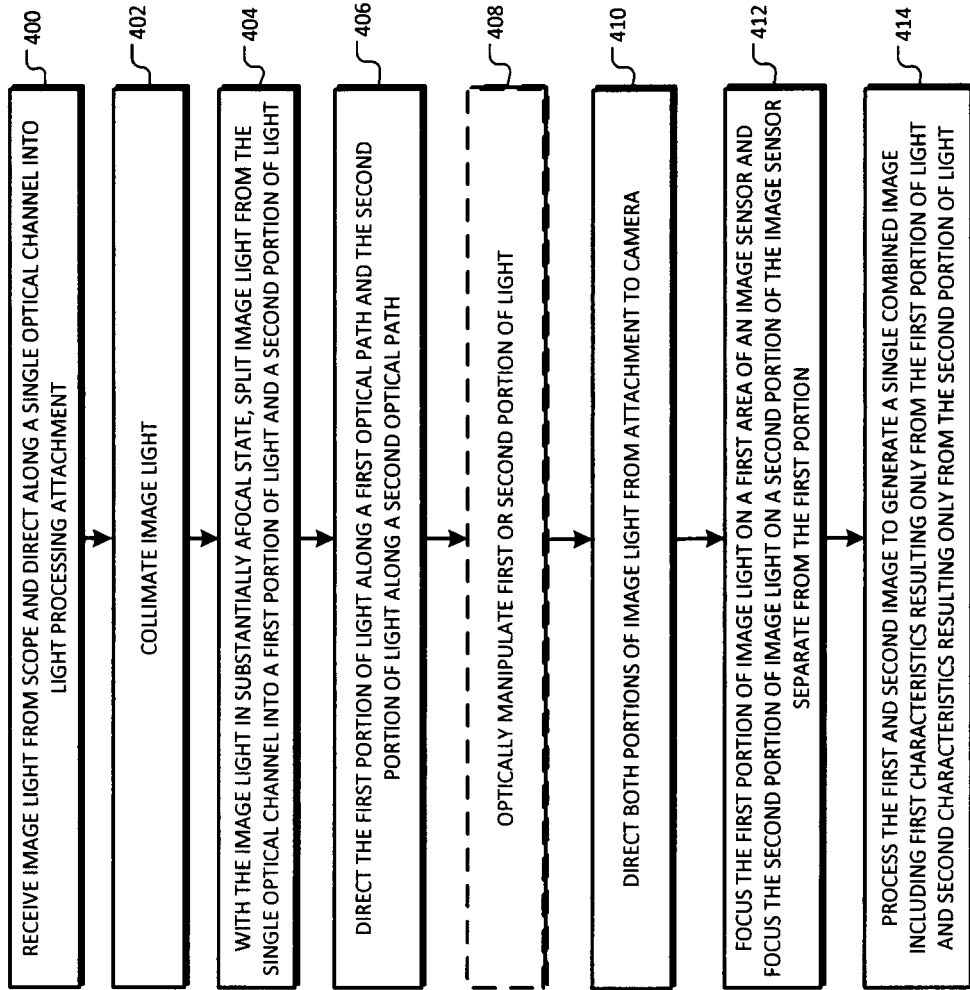 400
RECEIVE IMAGE LIGHT FROM SCOPE AND DIRECT ALONG A SINGLE OPTICAL CHANNEL INTO
LIGHT PROCESSING ATTACHMENT
402
COLLIMATE IMAGE LIGHT
404
WITH THE IMAGE LIGHT IN SUBSTANTIALLY AFOCAL STATE, SPLIT IMAGE LIGHT FROM THE
SINGLE OPTICAL CHANNEL INTO A FIRST PORTION OF LIGHT AND A SECOND PORTION OF LIGHT
406
DIRECT THE FIRST PORTION OF LIGHT ALONG A FIRST OPTICAL PATH AND THE SECOND
PORTION OF LIGHT ALONG A SECOND OPTICAL PATH
408
OPTICALLY MANIPULATE FIRST OR SECOND PORTION OF LIGHT
410
DIRECT BOTH PORTIONS OF IMAGE LIGHT FROM ATTACHMENT TO CAMERA
412
FOCUS THE FIRST PORTION OF IMAGE LIGHT ON A FIRST AREA OF AN IMAGE SENSOR AND
FOCUS THE SECOND PORTION OF IMAGE LIGHT ON A SECOND PORTION OF THE IMAGE SENSOR
SEPARATE FROM THE FIRST PORTION
414
PROCESS THE FIRST AND SECOND IMAGE TO GENERATE A SINGLE COMBINED IMAGE
INCLUDING FIRST CHARACTERISTICS RESULTING ONLY FROM THE FIRST PORTION OF LIGHT
AND SECOND CHARACTERISTICS RESULTING ONLY FROM THE SECOND PORTION OF LIGHT